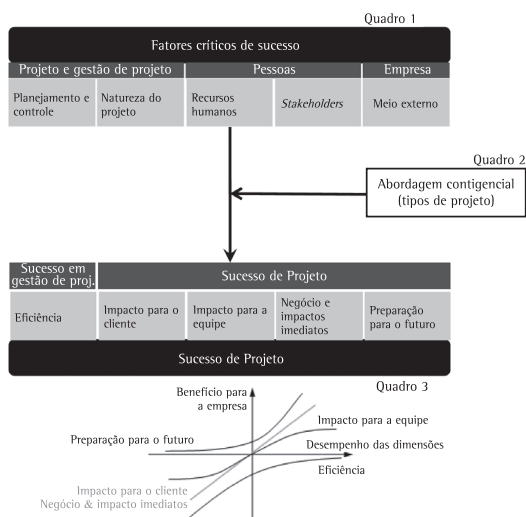 Quadro 1
Fatores críticos de sucesso
Projeto e gestão de projeto
Pessoas
Empresa
Planejamento e
controle
Natureza do
projeto
Recursos
humanos
Stakeholders
Meio externo
Quadro 2
Abordagem contigencial
(tipos de projeto)
Sucesso em
gestão de proj.
Sucesso de Projeto
Eficiência
Impacto para o
cliente
Impacto para a
equipe
Negócio e
impactos
imediatos
Preparação
para o futuro
Sucesso de Projeto
Quadro 3
Benefício para
a empresa
Impacto para a equipe
Preparação para o futuro
Desempenho das dimensões
Eficiência
Impacto para o cliente
Negócio & impacto imediatos